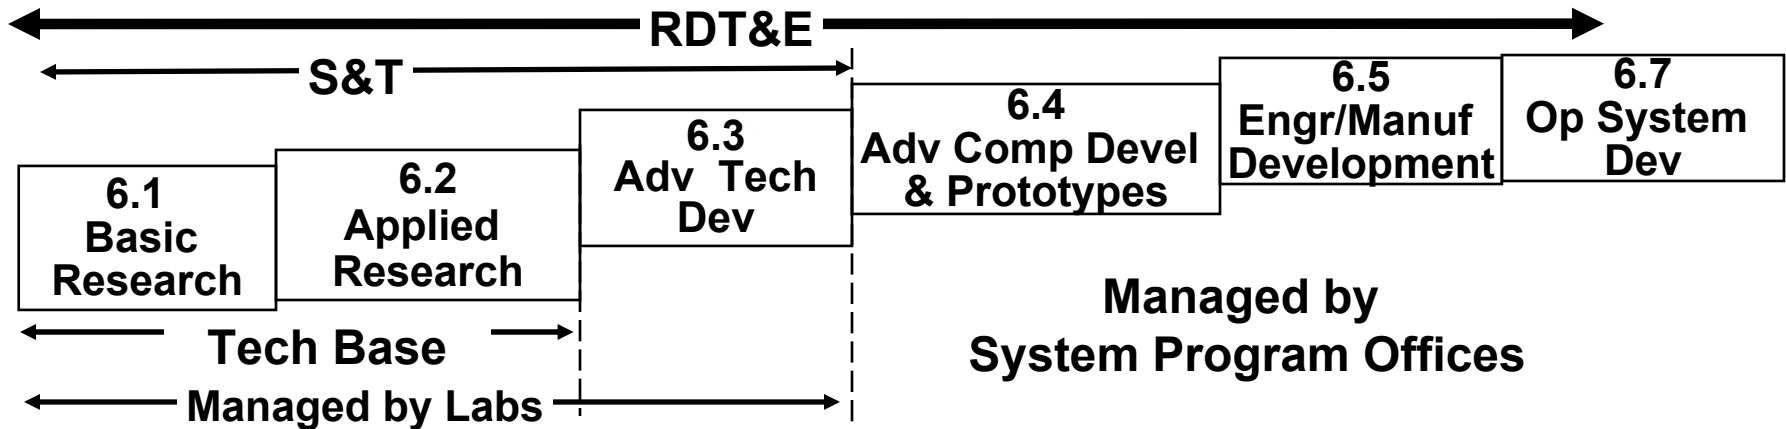 RDT&E
S&T
6.1
Basic
Research
6.2
Applied
Research
6.3
Adv Tech
Dev
6.4
Adv Comp Devel
& Prototypes
6.5
Engr/Manuf
Development
6.7
Op System
Dev
Tech Base
Managed by Labs
Managed by
System Program Offices